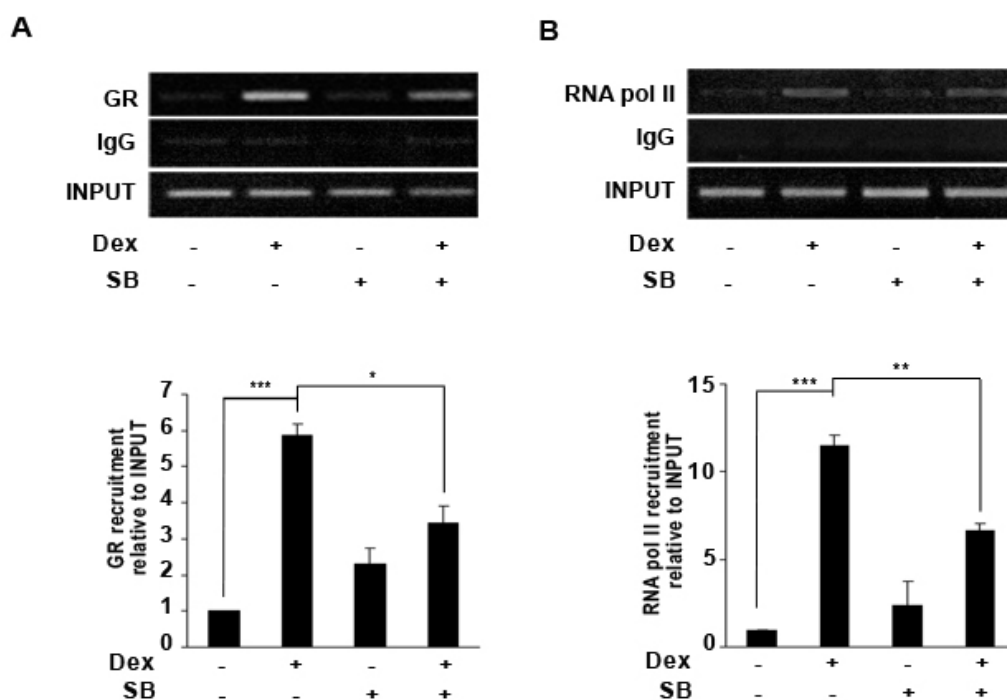 A
GR
IgG
INPUT
Dex - + - +
SB - - + +
GR recruitment
relative to INPUT
7
6
5
4
3
2
1
0
*** *
Dex - + - +
SB - - + +
B
RNA pol II
IgG
INPUT
Dex - + - +
SB - - + +
RNA pol II recruitment
relative to INPUT
15
10
5
0
*** **
Dex - + - +
SB - - + +